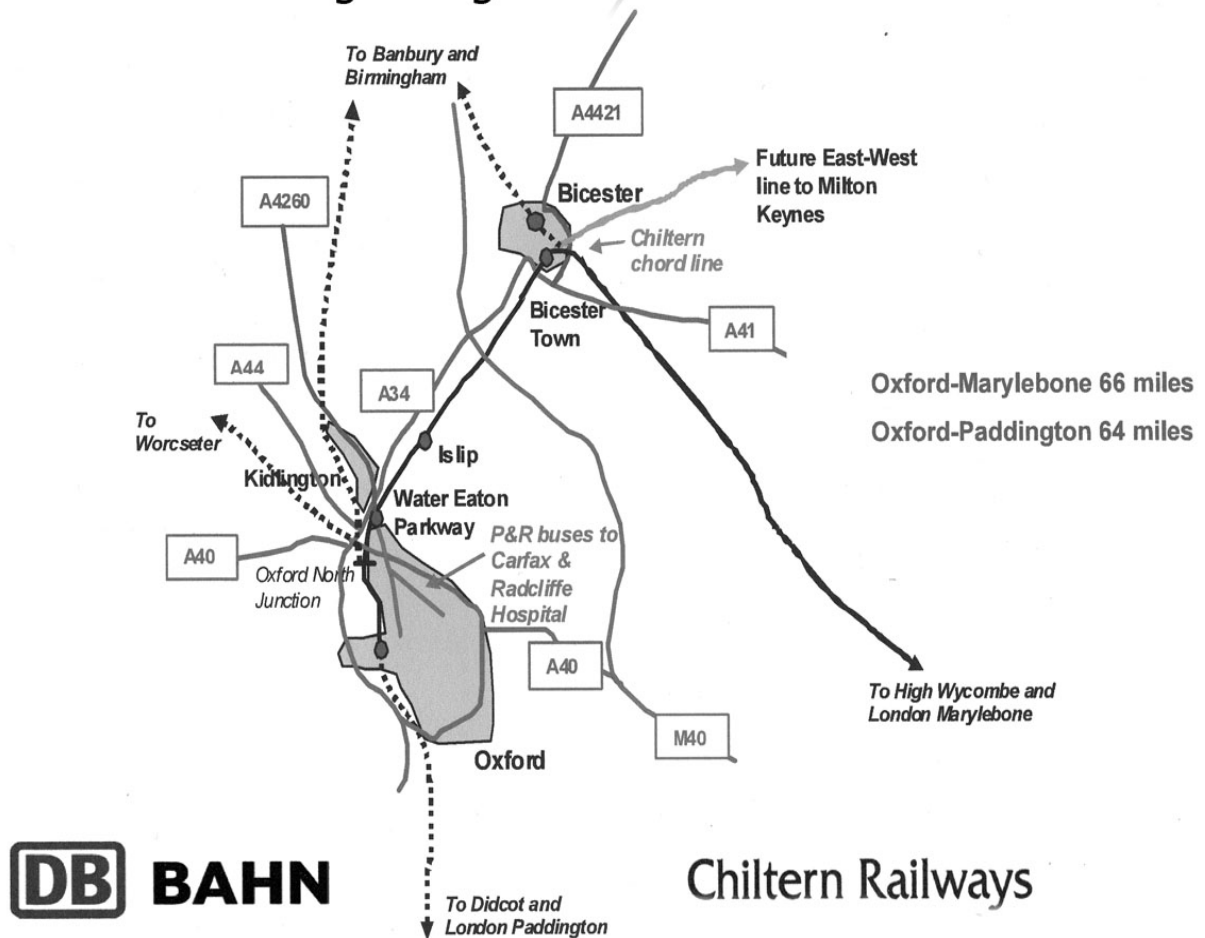 To Banbury and
Birmingham
A4421
Future East-West
line to Milton
Keynes
A4260
Bicester
Chiltern
chord line
Bicester
Town
A41
A44
A34
Oxford-Marylebone 66 miles
Oxford-Paddington 64 miles
To
Worcseter
Islip
Kidlington
Water Eaton
Parkway
P&R buses to
Carfax &
Radcliffe
Hospital
A40
Oxford North
Junction
A40
To High Wycombe and
London Marylebone
M40
Oxford
DB BAHN
Chiltern Railways
To Didcot and
London Paddington